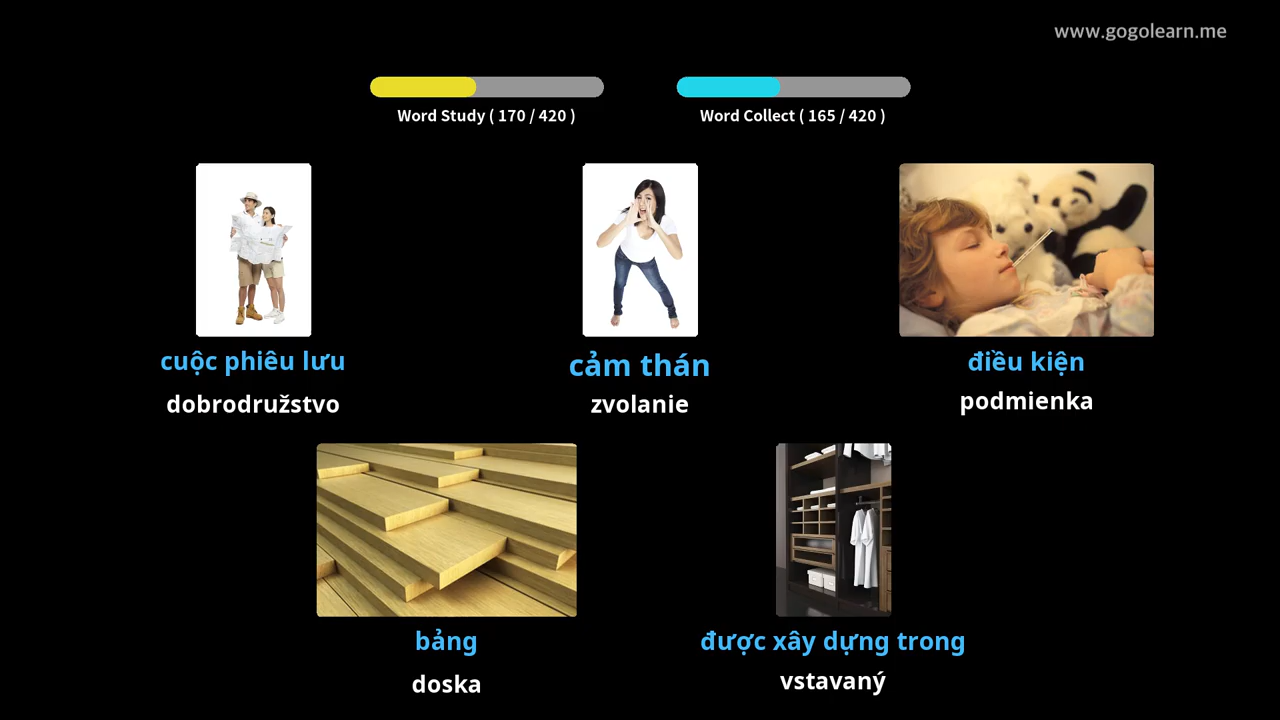 www.gogolearn.me
Word Study ( 170 / 420 )
Word Collect ( 165 / 420 )
cuộc phiêu lưu
dobrodružstvo
cảm thán
zvolanie
điều kiện
podmienka
bảng
doska
được xây dựng trong
vstavaný